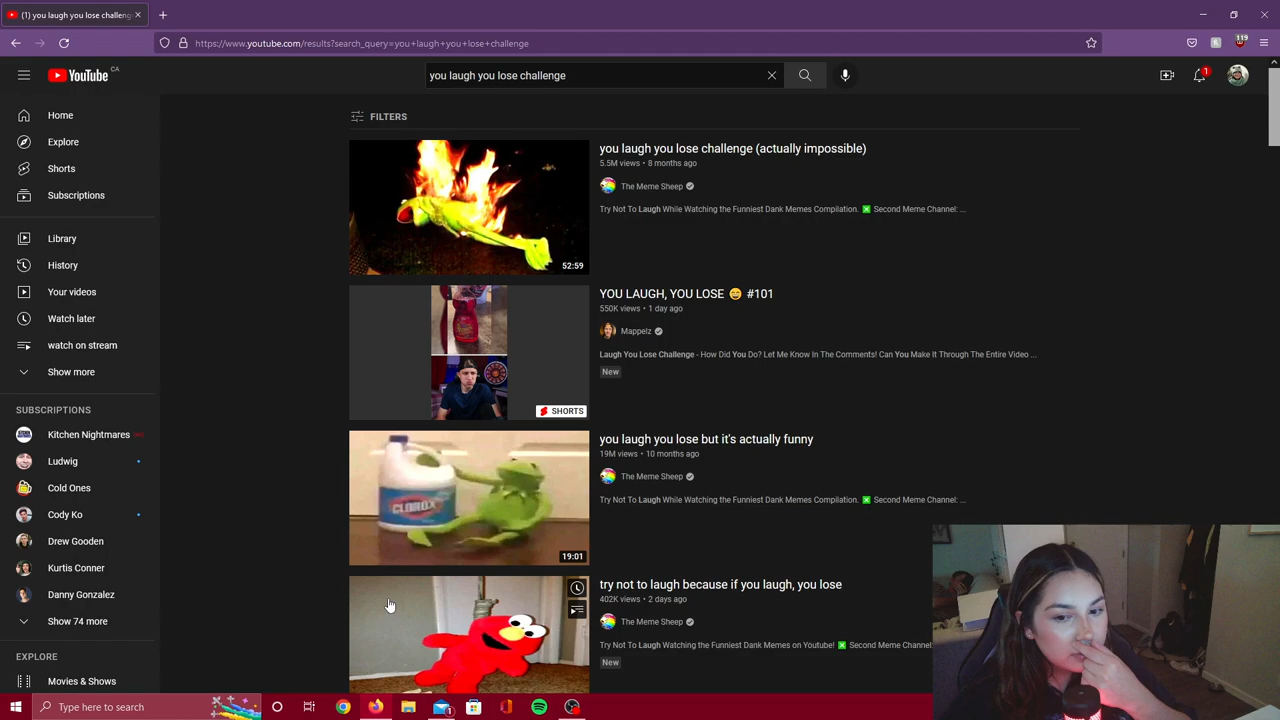 (1) you laugh you lose challeng
https://www.youtube.com/results?search_query=you+laugh+you+lose+challenge
119
YouTube CA
you laugh you lose challenge
1
Home
Explore
Shorts
Subscriptions
Library
History
Your videos
Watch later
watch on stream
Show more
SUBSCRIPTIONS
Kitchen Nightmares
Ludwig
Cold Ones
Cody Ko
Drew Gooden
Kurtis Conner
Danny Gonzalez
Show 74 more
EXPLORE
Movies & Shows
FILTERS
52:59
you laugh you lose challenge (actually impossible)
5.5M views • 8 months ago
The Meme Sheep
Try Not To Laugh While Watching the Funniest Dank Memes Compilation. ❎ Second Meme Channel: ...
SHORTS
YOU LAUGH, YOU LOSE 😄 #101
550K views • 1 day ago
Mappelz
Laugh You Lose Challenge - How Did You Do? Let Me Know In The Comments! Can You Make It Through The Entire Video ...
New
CLOROX
19:01
you laugh you lose but it's actually funny
19M views • 10 months ago
The Meme Sheep
Try Not To Laugh While Watching the Funniest Dank Memes Compilation. ❎ Second Meme Channel: ...
try not to laugh because if you laugh, you lose
402K views • 2 days ago
The Meme Sheep
Try Not To Laugh Watching the Funniest Dank Memes on Youtube! ❎ Second Meme Channel:
New
Type here to search
1